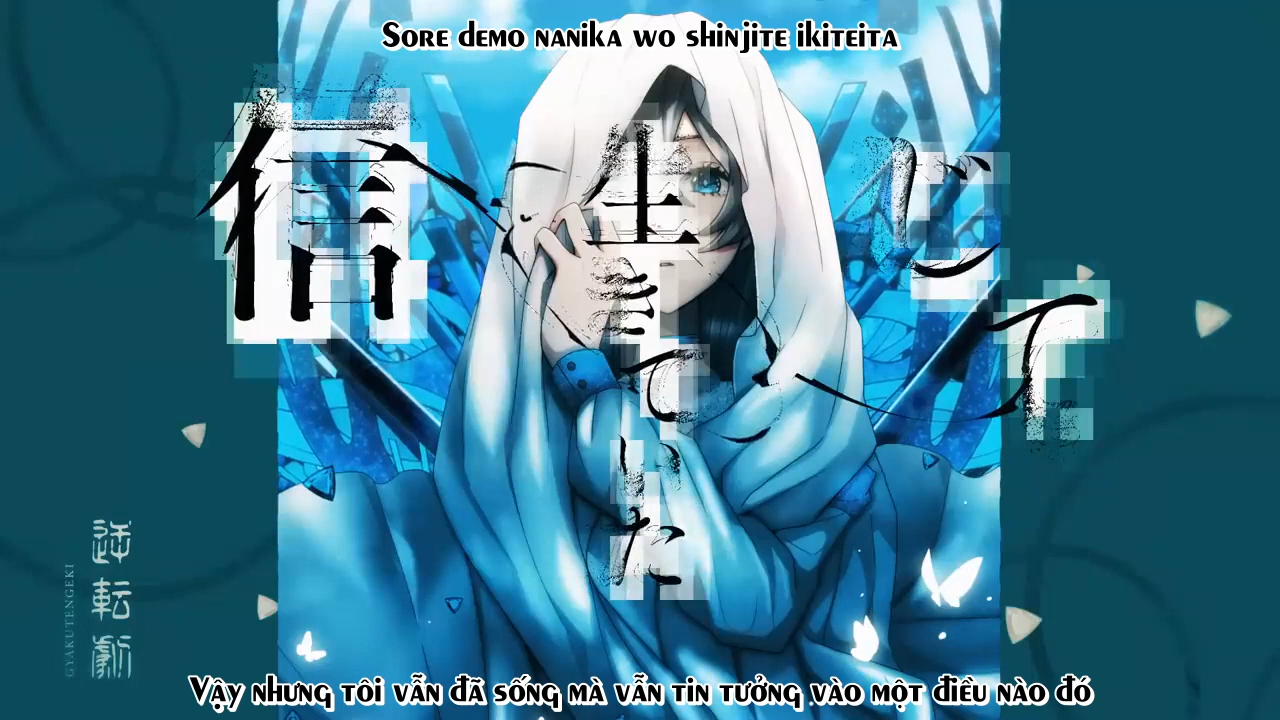 Sore demo nanika wo shinjite ikiteita
信じて
生きていた
逆転劇
GYAKUTENGEKI
Vậy nhưng tôi vẫn đã sống mà vẫn tin tưởng vào một điều nào đó